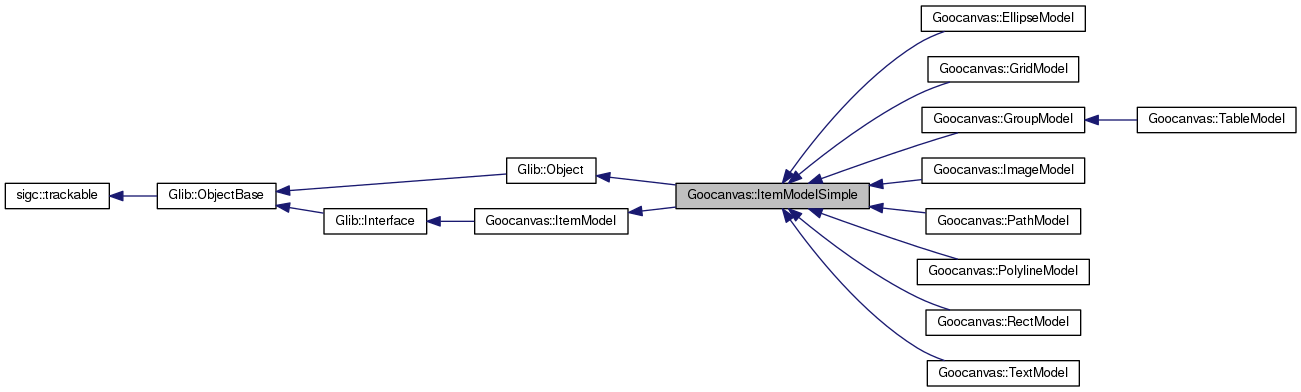 Goocanvas::EllipseModel
Goocanvas::GridModel
Goocanvas::GroupModel
Goocanvas::TableModel
Glib::Object
Goocanvas::ImageModel
sigc::trackable
Glib::ObjectBase
Goocanvas::ItemModelSimple
Glib::Interface
Goocanvas::ItemModel
Goocanvas::PathModel
Goocanvas::PolylineModel
Goocanvas::RectModel
Goocanvas::TextModel